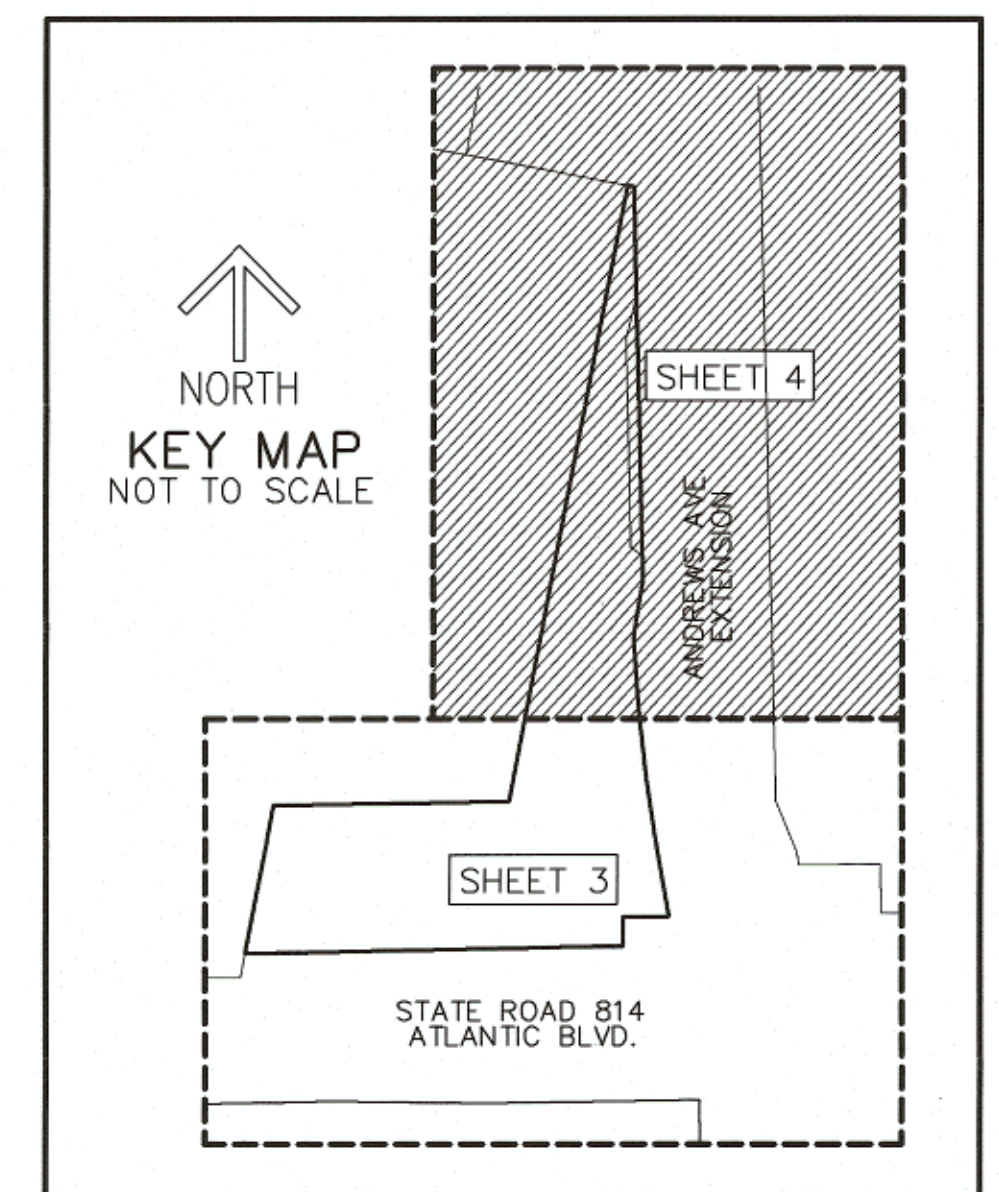 SHEET 4
NORTH
KEY MAP
NOT TO SCALE
ANDREWS AVE.
EXTENSION
SHEET 3
STATE ROAD 814
ATLANTIC BLVD.